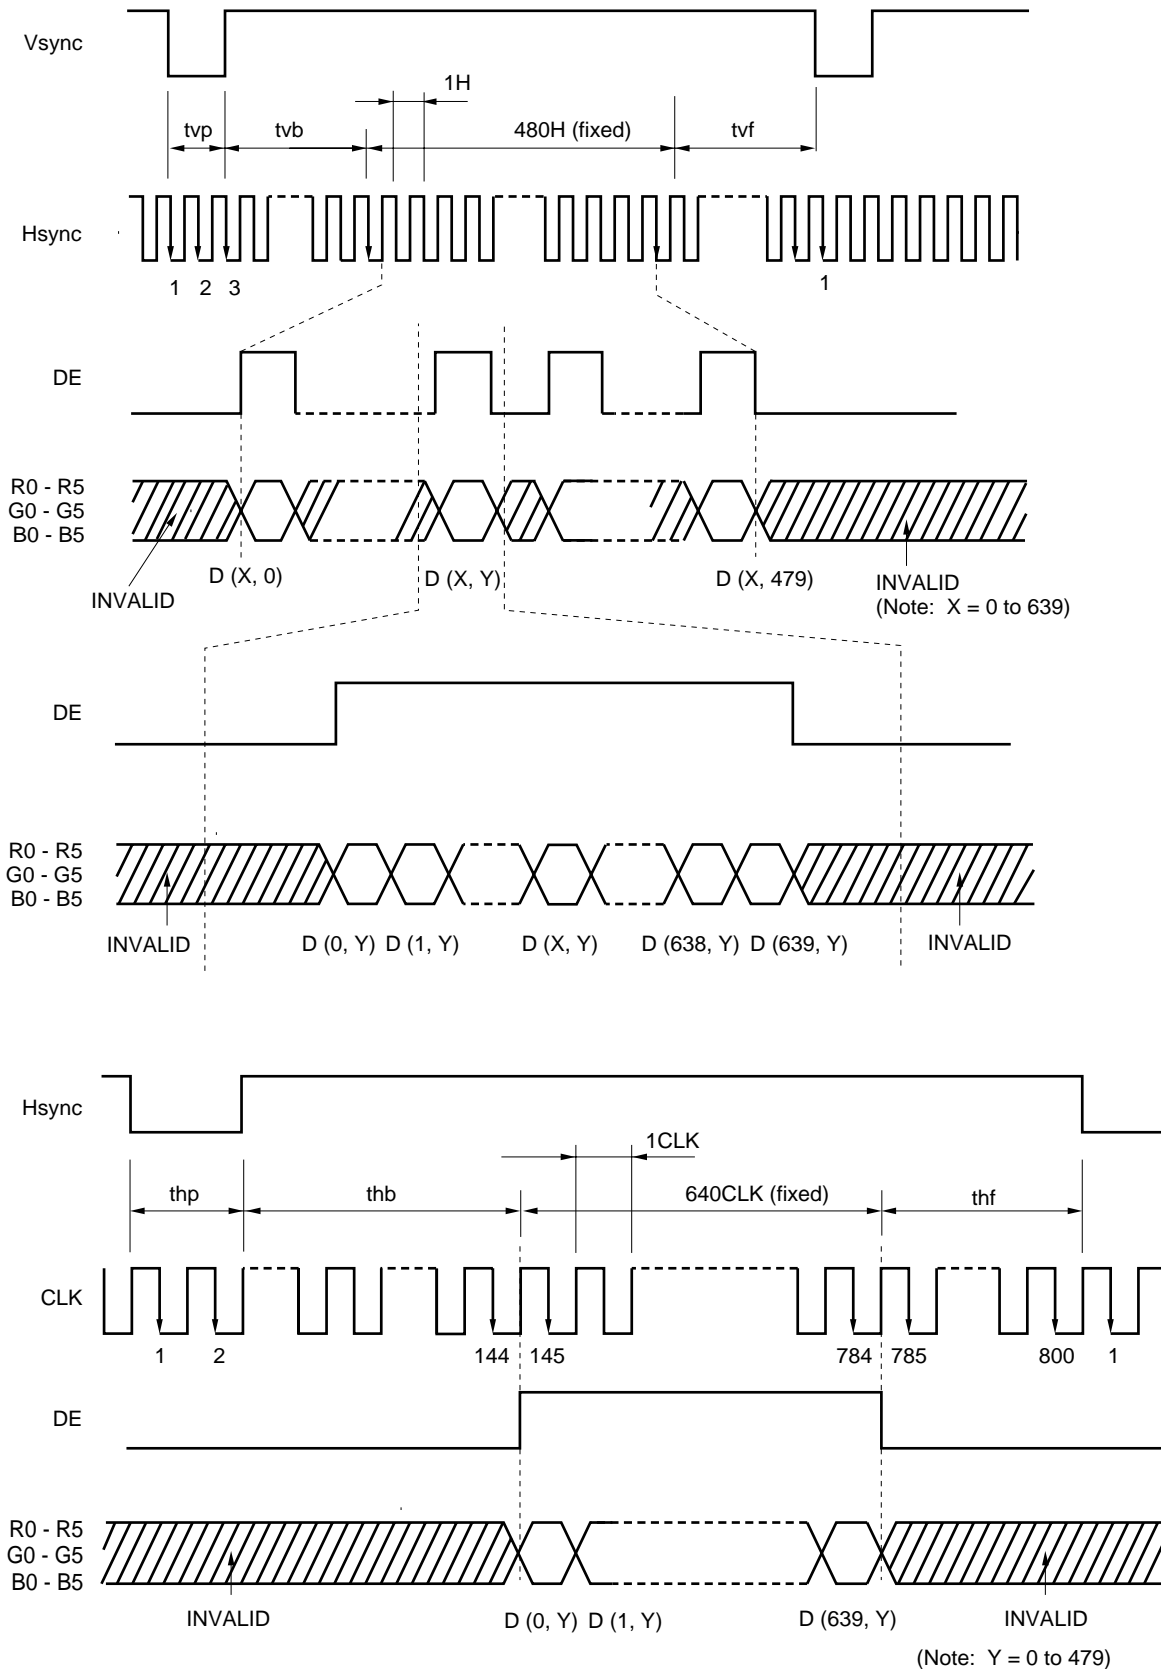 Vsync
1H
tvp
tvb
480H (fixed)
tvf
Hsync
1 2 3
1
DE
R0 - R5
G0 - G5
B0 - B5
D (X, 0)
D (X, Y)
D (X, 479)
INVALID
INVALID
(Note: X = 0 to 639)
DE
R0 - R5
G0 - G5
B0 - B5
INVALID
D (0, Y) D (1, Y)
D (X, Y)
D (638, Y) D (639, Y)
INVALID
Hsync
1CLK
thp
thb
640CLK (fixed)
thf
CLK
1 2 144 145 784 785 800 1
DE
R0 - R5
G0 - G5
B0 - B5
INVALID
D (0, Y) D (1, Y)
D (639, Y)
INVALID
(Note: Y = 0 to 479)